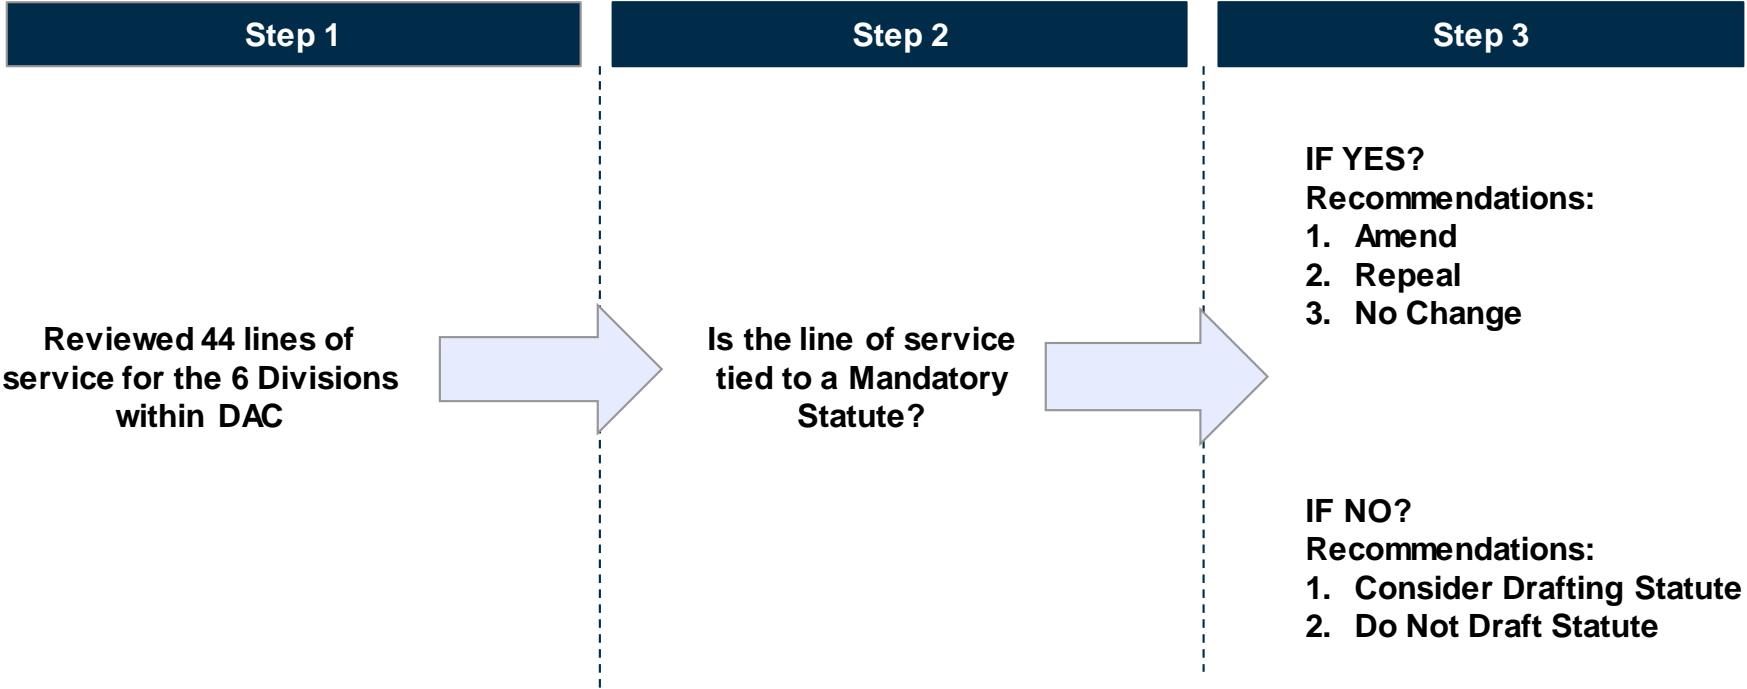 Step 1
Step 2
Step 3
Reviewed 44 lines of
service for the 6 Divisions
within DAC
Is the line of service
tied to a Mandatory
Statute?
IF YES?
Recommendations:
1. Amend
2. Repeal
3. No Change
IF NO?
Recommendations:
1. Consider Drafting Statute
2. Do Not Draft Statute